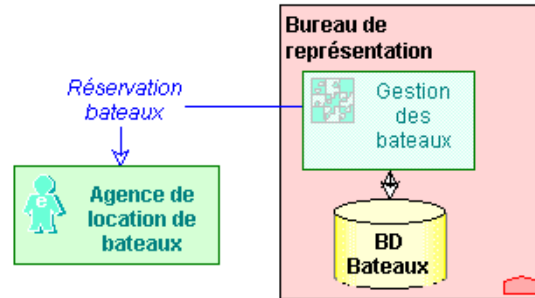 Bureau de
représentation
Réservation
bateaux
Gestion
des
bateaux
Agence de
location de
bateaux
BD
Bateaux